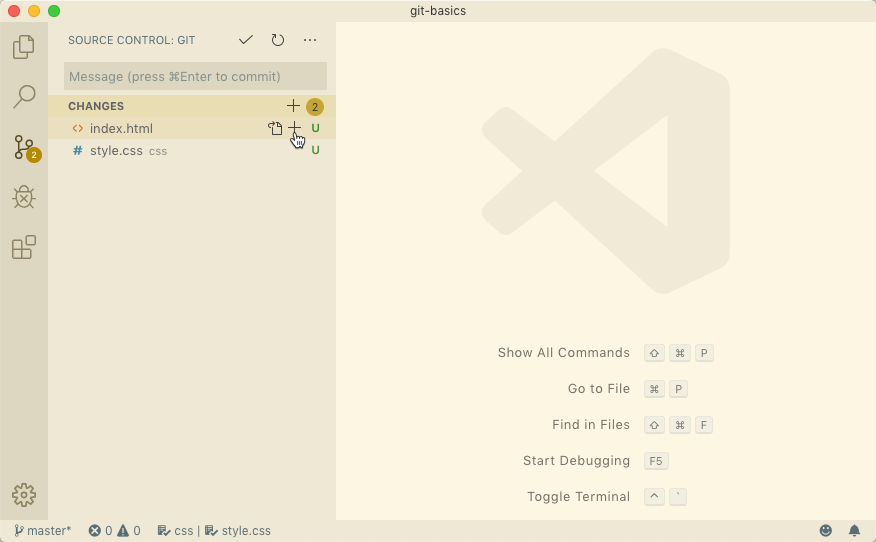 git-basics
SOURCE CONTROL: GIT
Message (press ⌘Enter to commit)
CHANGES 2
<> index.html U
# style.css css U
2
Show All Commands ⇧ ⌘ P
Go to File ⌘ P
Find in Files ⇧ ⌘ F
Start Debugging F5
Toggle Terminal ^ `
master* 0 0 css | style.css